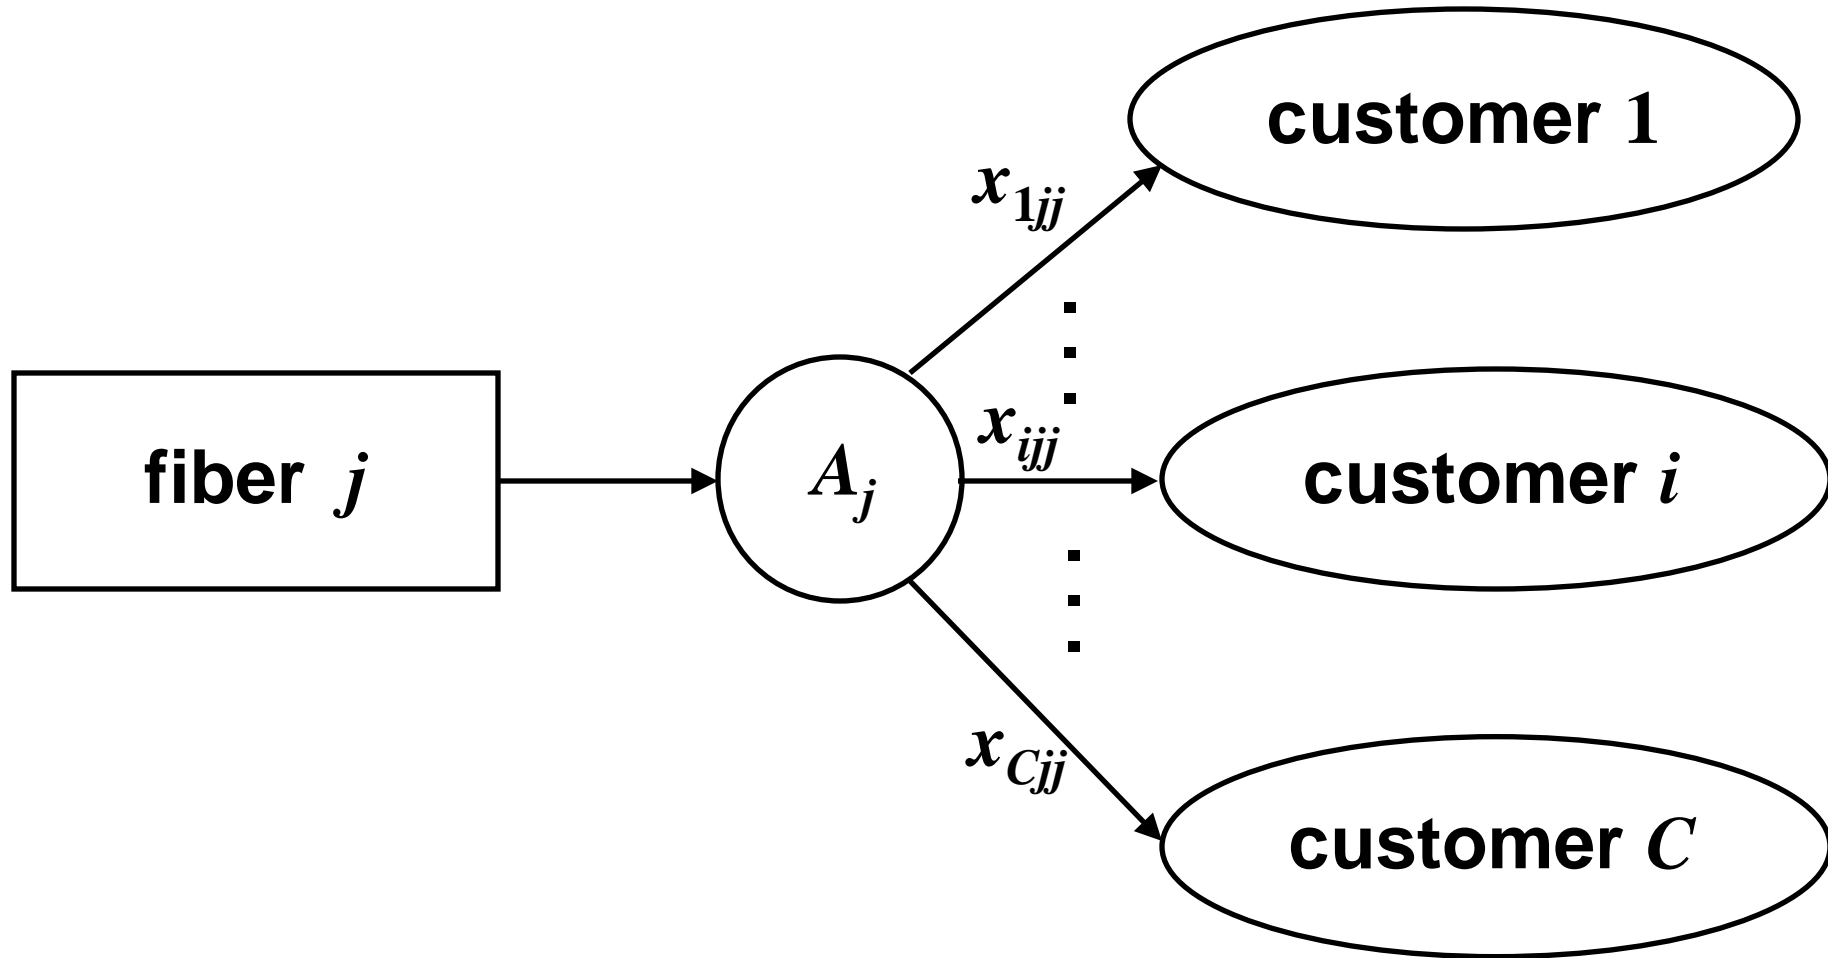 customer 1
x1jj
xijj
fiber j
Aj
customer i
xCjj
customer C